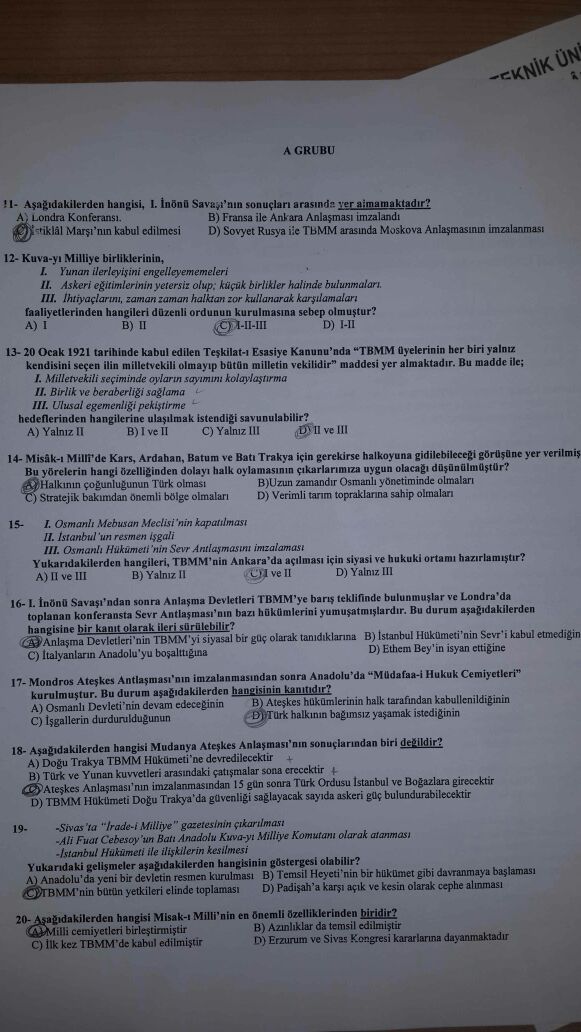 TEKNİK ÜNİ
A GRUBU
11- Aşağıdakilerden hangisi, I. İnönü Savaşı'nın sonuçları arasında yer almamaktadır?
A) Londra Konferansı. B) Fransa ile Ankara Anlaşması imzalandı
C) İstiklâl Marşı'nın kabul edilmesi D) Sovyet Rusya ile TBMM arasında Moskova Anlaşmasının imzalanması
12- Kuva-yı Milliye birliklerinin,
I. Yunan ilerleyişini engelleyememeleri
II. Askeri eğitimlerinin yetersiz olup; küçük birlikler halinde bulunmaları.
III. İhtiyaçlarını, zaman zaman halktan zor kullanarak karşılamaları
faaliyetlerinden hangileri düzenli ordunun kurulmasına sebep olmuştur?
A) I B) II C) I-II-III D) I-II
13- 20 Ocak 1921 tarihinde kabul edilen Teşkilat-ı Esasiye Kanunu'nda “TBMM üyelerinin her biri yalnız
kendisini seçen ilin milletvekili olmayıp bütün milletin vekilidir” maddesi yer almaktadır. Bu madde ile;
I. Milletvekili seçiminde oyların sayımını kolaylaştırma
II. Birlik ve beraberliği sağlama
III. Ulusal egemenliği pekiştirme
hedeflerinden hangilerine ulaşılmak istendiği savunulabilir?
A) Yalnız II B) I ve II C) Yalnız III D) II ve III
14- Misâk-ı Millî'de Kars, Ardahan, Batum ve Batı Trakya için gerekirse halkoyuna gidilebileceği görüşüne yer verilmiş
Bu yörelerin hangi özelliğinden dolayı halk oylamasının çıkarlarımıza uygun olacağı düşünülmüştür?
A) Halkının çoğunluğunun Türk olması B)Uzun zamandır Osmanlı yönetiminde olmaları
C) Stratejik bakımdan önemli bölge olmaları D) Verimli tarım topraklarına sahip olmaları
15- I. Osmanlı Mebusan Meclisi'nin kapatılması
II. İstanbul'un resmen işgali
III. Osmanlı Hükümeti'nin Sevr Antlaşmasını imzalaması
Yukarıdakilerden hangileri, TBMM'nin Ankara'da açılması için siyasi ve hukuki ortamı hazırlamıştır?
A) II ve III B) Yalnız II C) I ve II D) Yalnız III
16- I. İnönü Savaşı'ndan sonra Anlaşma Devletleri TBMM'ye barış teklifinde bulunmuşlar ve Londra'da
toplanan konferansta Sevr Antlaşması'nın bazı hükümlerini yumuşatmışlardır. Bu durum aşağıdakilerden
hangisine bir kanıt olarak ileri sürülebilir?
A) Anlaşma Devletleri'nin TBMM'yi siyasal bir güç olarak tanıdıklarına B) İstanbul Hükümeti'nin Sevr'i kabul etmediğin
C) İtalyanların Anadolu'yu boşalttığına D) Ethem Bey'in isyan ettiğine
17- Mondros Ateşkes Antlaşması'nın imzalanmasından sonra Anadolu'da “Müdafaa-i Hukuk Cemiyetleri”
kurulmuştur. Bu durum aşağıdakilerden hangisinin kanıtıdır?
A) Osmanlı Devleti'nin devam edeceğinin B) Ateşkes hükümlerinin halk tarafından kabullenildiğinin
C) İşgallerin durdurulduğunun D) Türk halkının bağımsız yaşamak istediğinin
18- Aşağıdakilerden hangisi Mudanya Ateşkes Anlaşması'nın sonuçlarından biri değildir?
A) Doğu Trakya TBMM Hükümeti'ne devredilecektir +
B) Türk ve Yunan kuvvetleri arasındaki çatışmalar sona erecektir +
C) Ateşkes Anlaşması'nın imzalanmasından 15 gün sonra Türk Ordusu İstanbul ve Boğazlara girecektir
D) TBMM Hükümeti Doğu Trakya'da güvenliği sağlayacak sayıda askeri güç bulundurabilecektir
19- -Sivas'ta “İrade-i Milliye” gazetesinin çıkarılması
-Ali Fuat Cebesoy'un Batı Anadolu Kuva-yı Milliye Komutanı olarak atanması
-İstanbul Hükümeti ile ilişkilerin kesilmesi
Yukarıdaki gelişmeler aşağıdakilerden hangisinin göstergesi olabilir?
A) Anadolu'da yeni bir devletin resmen kurulması B) Temsil Heyeti'nin bir hükümet gibi davranmaya başlaması
C) TBMM'nin bütün yetkileri elinde toplaması D) Padişah'a karşı açık ve kesin olarak cephe alınması
20- Aşağıdakilerden hangisi Misak-ı Milli'nin en önemli özelliklerinden biridir?
A) Milli cemiyetleri birleştirmiştir B) Azınlıklar da temsil edilmiştir
C) İlk kez TBMM'de kabul edilmiştir D) Erzurum ve Sivas Kongresi kararlarına dayanmaktadır